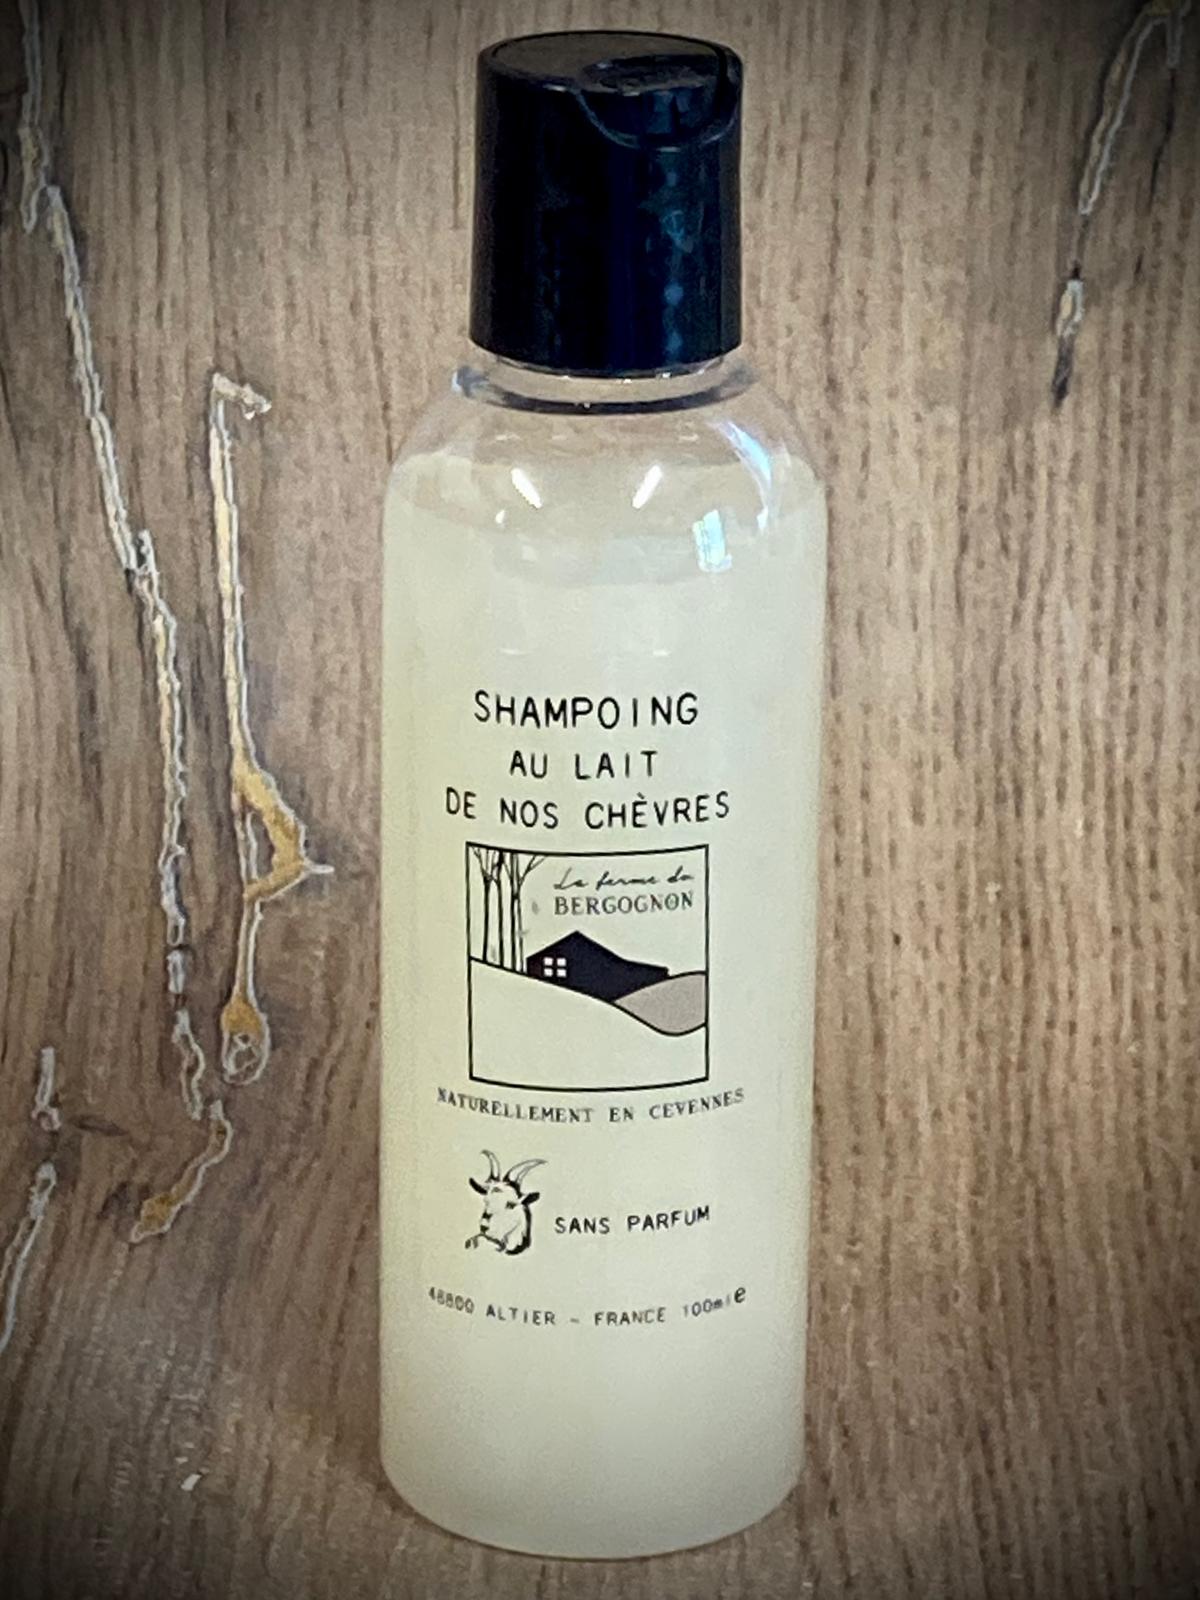 SHAMPOING
AU LAIT
DE NOS CHÈVRES
La ferme du
BERGOGNON
NATURELLEMENT EN CEVENNES
SANS PARFUM
48800 ALTIER - FRANCE 100ml e